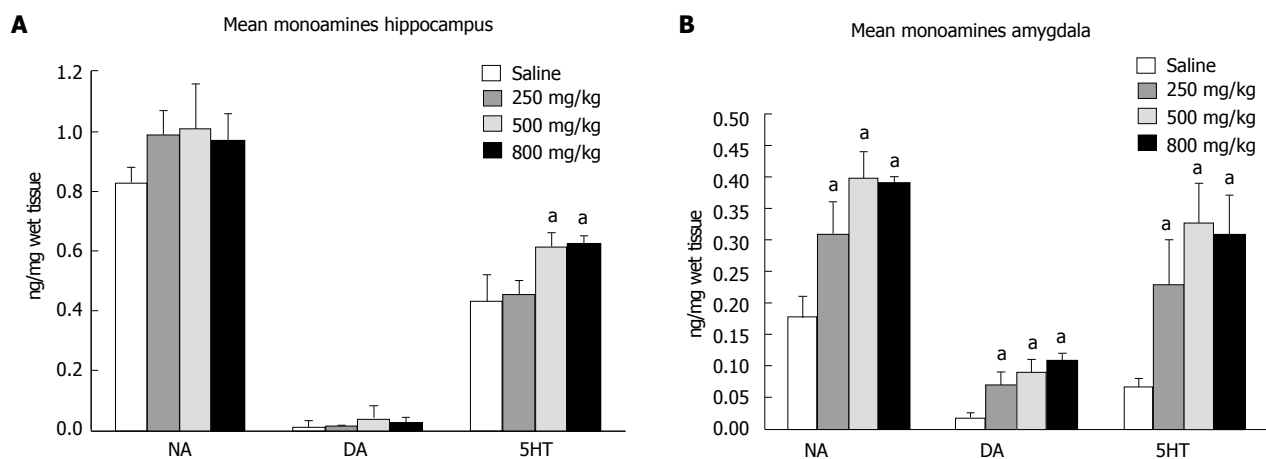 A
Mean monoamines hippocampus
Saline
250 mg/kg
500 mg/kg
800 mg/kg
ng/mg wet tissue
1.2
1.0
0.8
0.6
0.4
0.2
0.0
a a
NA DA 5HT
B
Mean monoamines amygdala
Saline
250 mg/kg
500 mg/kg
800 mg/kg
ng/mg wet tissue
0.50
0.45
0.40
0.35
0.30
0.25
0.20
0.15
0.10
0.05
0.00
a a a
a a a
a a a
NA DA 5HT